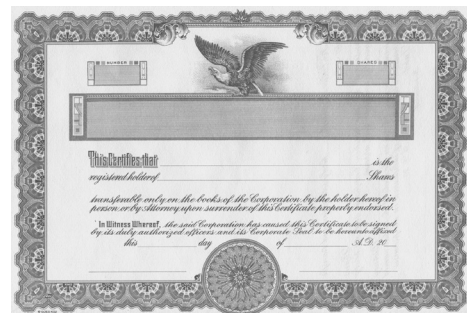 NUMBER
SHARES
This Certifies that is the
registered holder of Shares
transferable only on the books of the Corporation by the holder hereof in
person or by Attorney upon surrender of this Certificate properly endorsed.
In Witness Whereof, the said Corporation has caused this Certificate to be signed
by its duly authorized officers and its Corporate Seal to be hereunto affixed
this day of A.D. 20